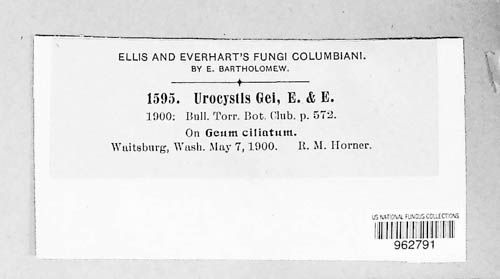 ELLIS AND EVERHART'S FUNGI COLUMBIANI.
BY E. BARTHOLOMEW.
1595. Urocystis Gei, E. & E.
1900: Bull. Torr. Bot. Club. p. 572.
On Geum ciliatum.
Waitsburg, Wash. May 7, 1900. R. M. Horner.
US NATIONAL FUNGUS COLLECTIONS
962791